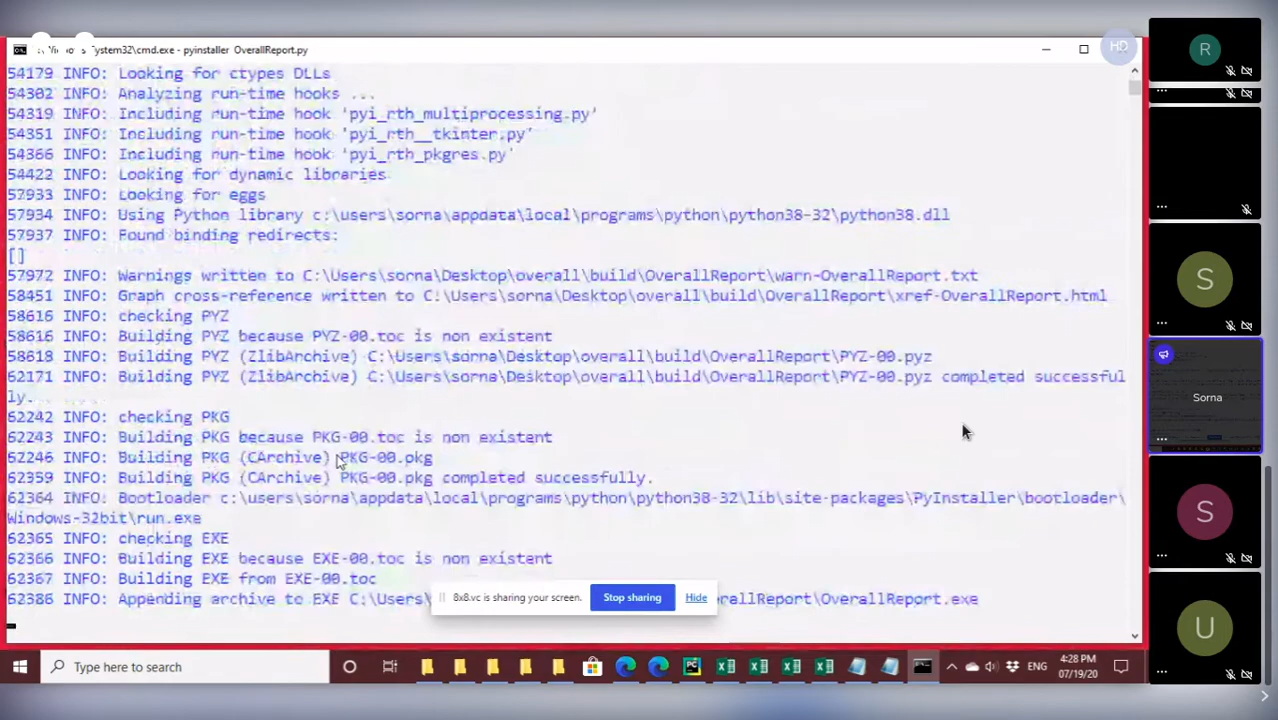 System32\cmd.exe - pyinstaller OverallReport.py
HD
54179 INFO: Looking for ctypes DLLs
54302 INFO: Analyzing run-time hooks ...
54319 INFO: Including run-time hook 'pyi_rth_multiprocessing.py'
54351 INFO: Including run-time hook 'pyi_rth__tkinter.py'
54366 INFO: Including run-time hook 'pyi_rth_pkgres.py'
54422 INFO: Looking for dynamic libraries
57933 INFO: Looking for eggs
57934 INFO: Using Python library c:\users\sorna\appdata\local\programs\python\python38-32\python38.dll
57937 INFO: Found binding redirects:
[]
57972 INFO: Warnings written to C:\Users\sorna\Desktop\overall\build\OverallReport\warn-OverallReport.txt
58451 INFO: Graph cross-reference written to C:\Users\sorna\Desktop\overall\build\OverallReport\xref-OverallReport.html
58616 INFO: checking PYZ
58616 INFO: Building PYZ because PYZ-00.toc is non existent
58618 INFO: Building PYZ (ZlibArchive) C:\Users\sorna\Desktop\overall\build\OverallReport\PYZ-00.pyz
62171 INFO: Building PYZ (ZlibArchive) C:\Users\sorna\Desktop\overall\build\OverallReport\PYZ-00.pyz completed successful
ly.
62242 INFO: checking PKG
62243 INFO: Building PKG because PKG-00.toc is non existent
62246 INFO: Building PKG (CArchive) PKG-00.pkg
62359 INFO: Building PKG (CArchive) PKG-00.pkg completed successfully.
62364 INFO: Bootloader c:\users\sorna\appdata\local\programs\python\python38-32\lib\site-packages\PyInstaller\bootloader\
Windows-32bit\run.exe
62365 INFO: checking EXE
62366 INFO: Building EXE because EXE-00.toc is non existent
62367 INFO: Building EXE from EXE-00.toc
62386 INFO: Appending archive to EXE C:\Users\ erallReport\OverallReport.exe
8x8.vc is sharing your screen. Stop sharing Hide
Type here to search
ENG
4:28 PM
07/19/20
R
S
Sorna
S
U